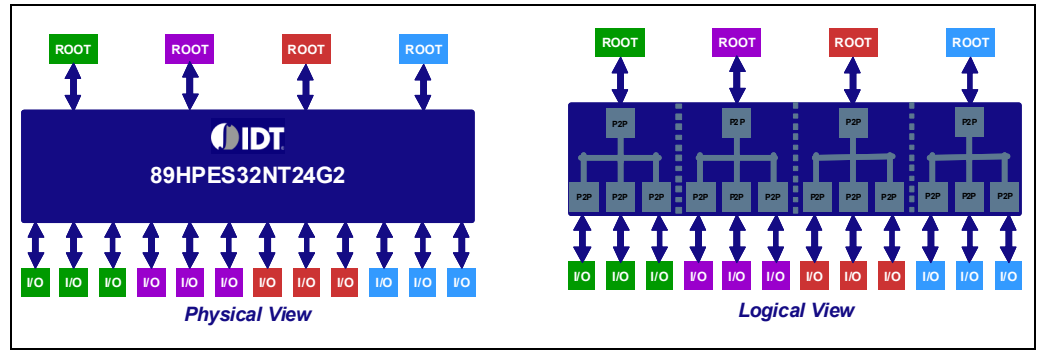 ROOT ROOT ROOT ROOT
IDT
89HPES32NT24G2
I/O I/O I/O I/O I/O I/O I/O I/O I/O I/O I/O I/O
Physical View
ROOT ROOT ROOT ROOT
P2P P2P P2P P2P
P2P P2P P2P P2P P2P P2P P2P P2P P2P P2P P2P P2P
I/O I/O I/O I/O I/O I/O I/O I/O I/O I/O I/O I/O
Logical View